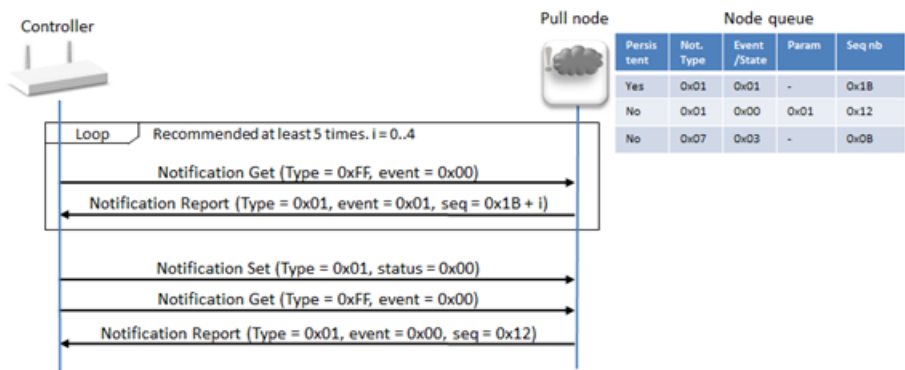 Controller
Pull node
Node queue
Persis tent Not. Type Event /State Param Seq nb
Yes 0x01 0x01 - 0x1B
No 0x01 0x00 0x01 0x12
No 0x07 0x03 - 0x0B
Loop Recommended at least 5 times. i = 0..4
Notification Get (Type = 0xFF, event = 0x00)
Notification Report (Type = 0x01, event = 0x01, seq = 0x1B + i)
Notification Set (Type = 0x01, status = 0x00)
Notification Get (Type = 0xFF, event = 0x00)
Notification Report (Type = 0x01, event = 0x00, seq = 0x12)